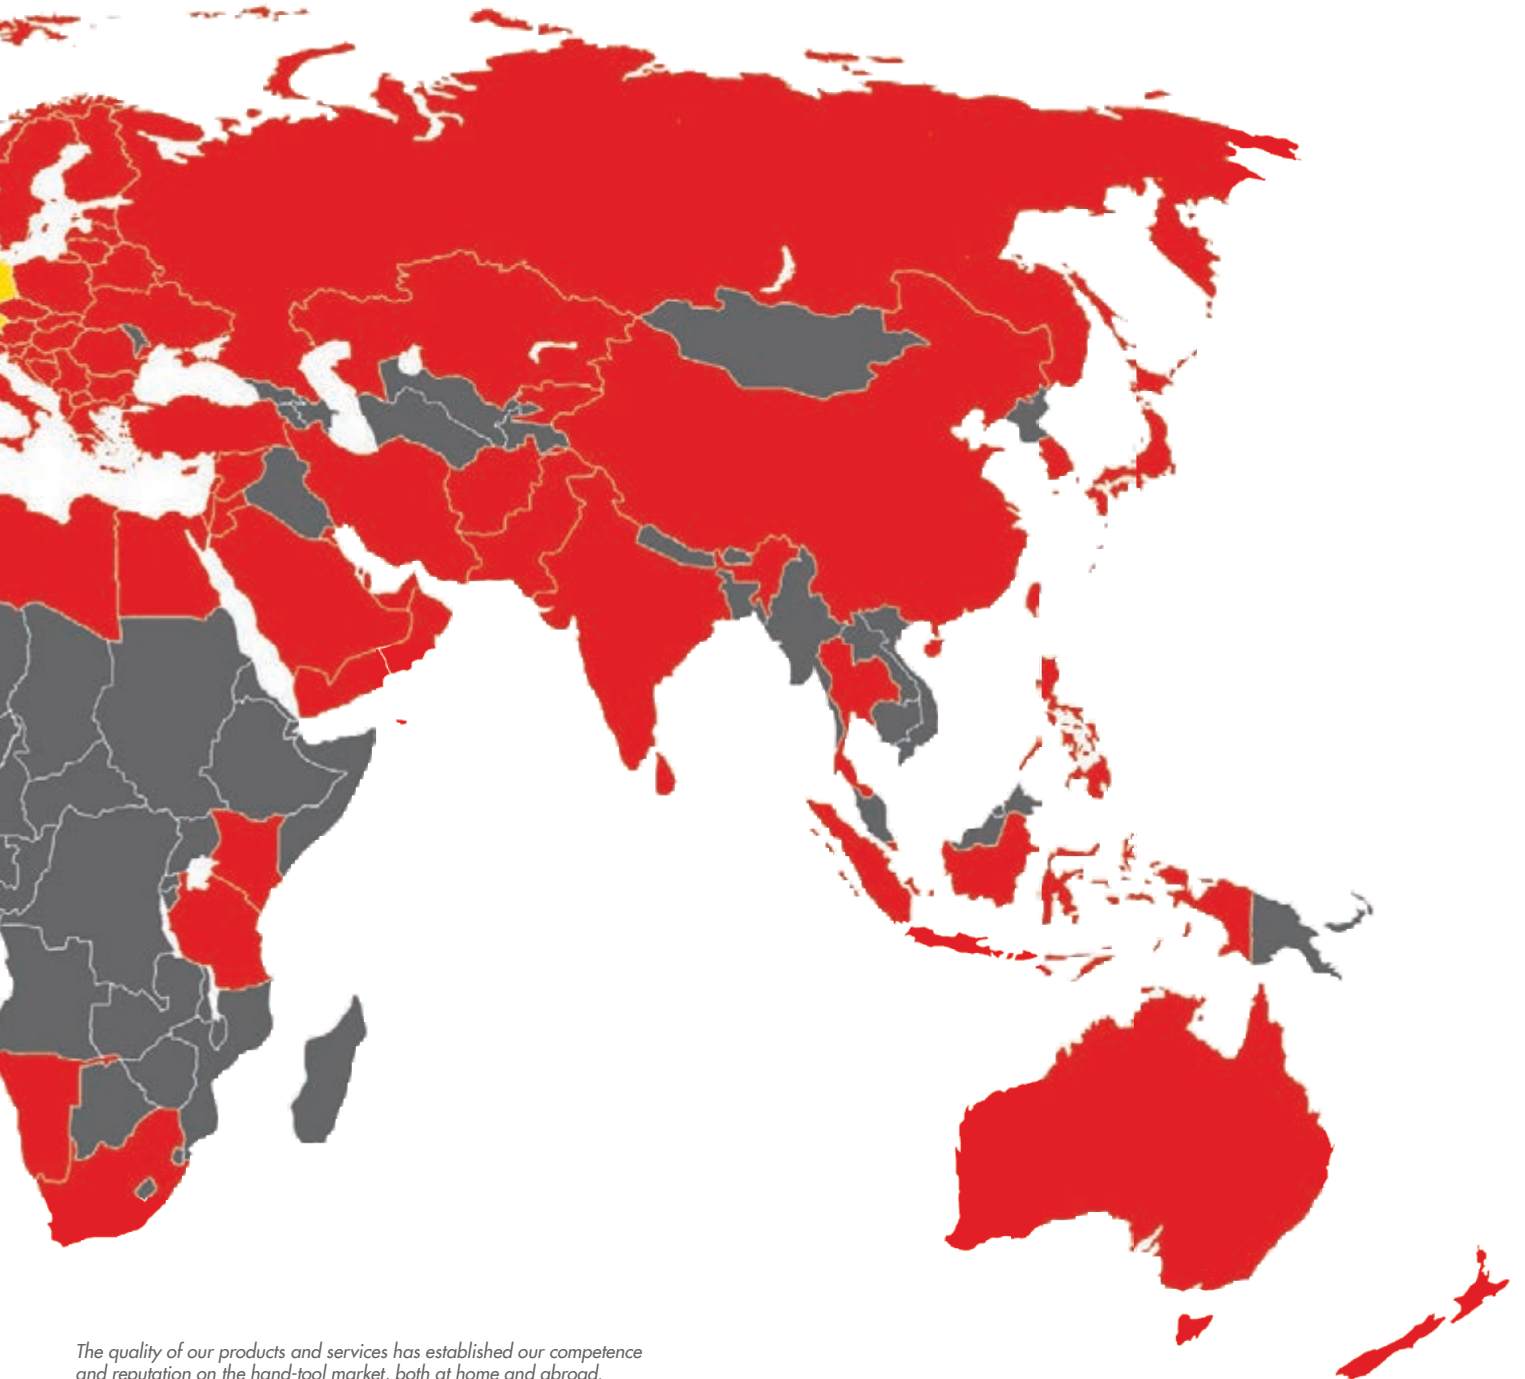 The quality of our products and services has established our competence
and reputation on the hand-tool market, both at home and abroad.